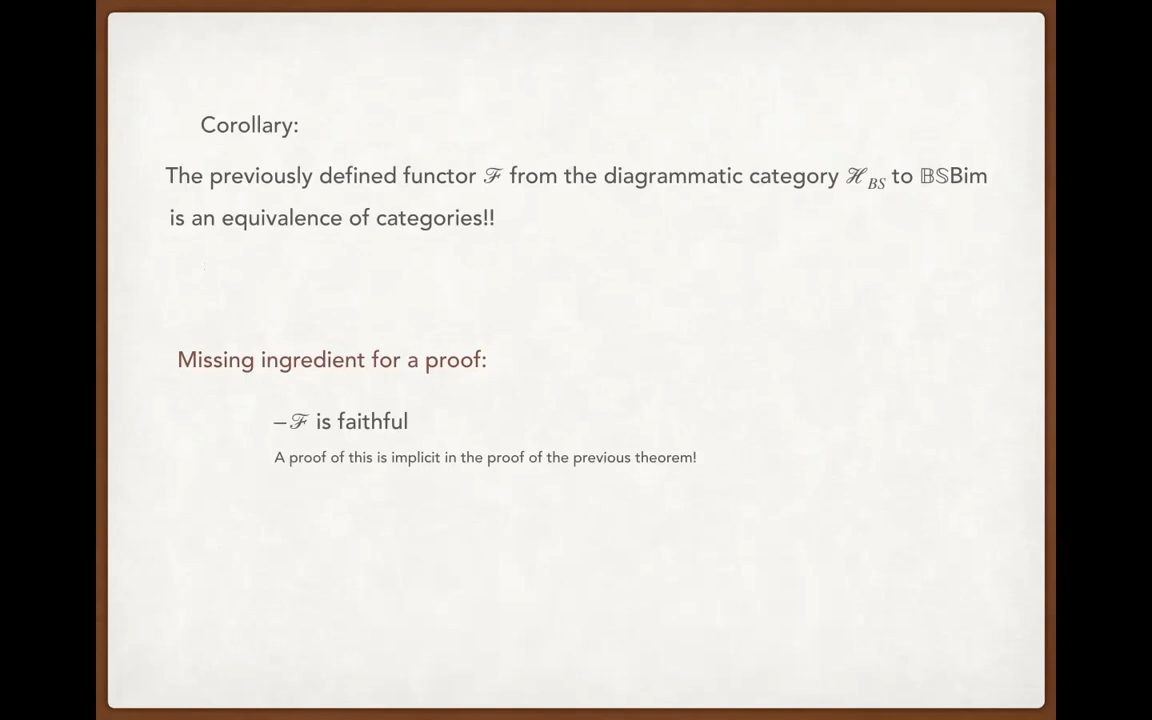 Corollary:
The previously defined functor ℱ from the diagrammatic category ℋ_BS to 𝔹𝕊Bim
is an equivalence of categories!!
Missing ingredient for a proof:
–ℱ is faithful
A proof of this is implicit in the proof of the previous theorem!